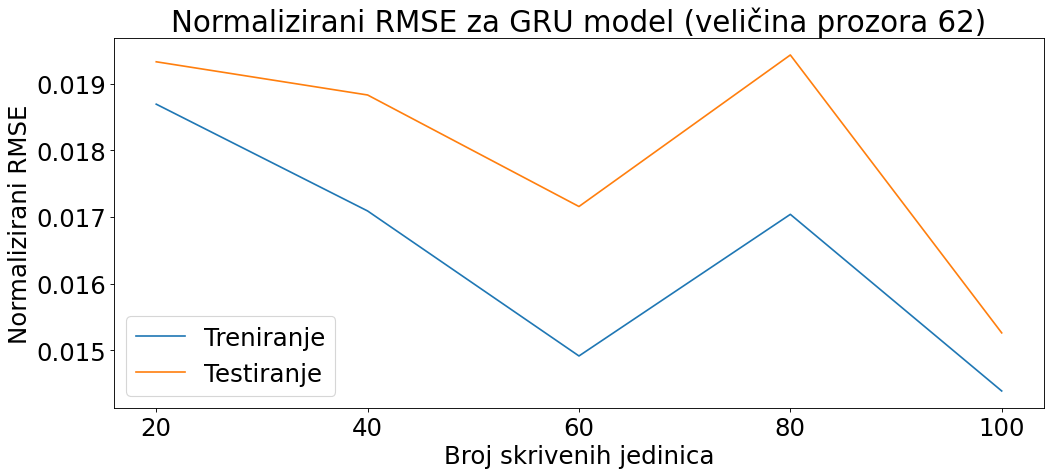 Normalizirani RMSE za GRU model (veličina prozora 62)
Normalizirani RMSE
0.019
0.018
0.017
0.016
0.015
Treniranje
Testiranje
20 40 60 80 100
Broj skrivenih jedinica